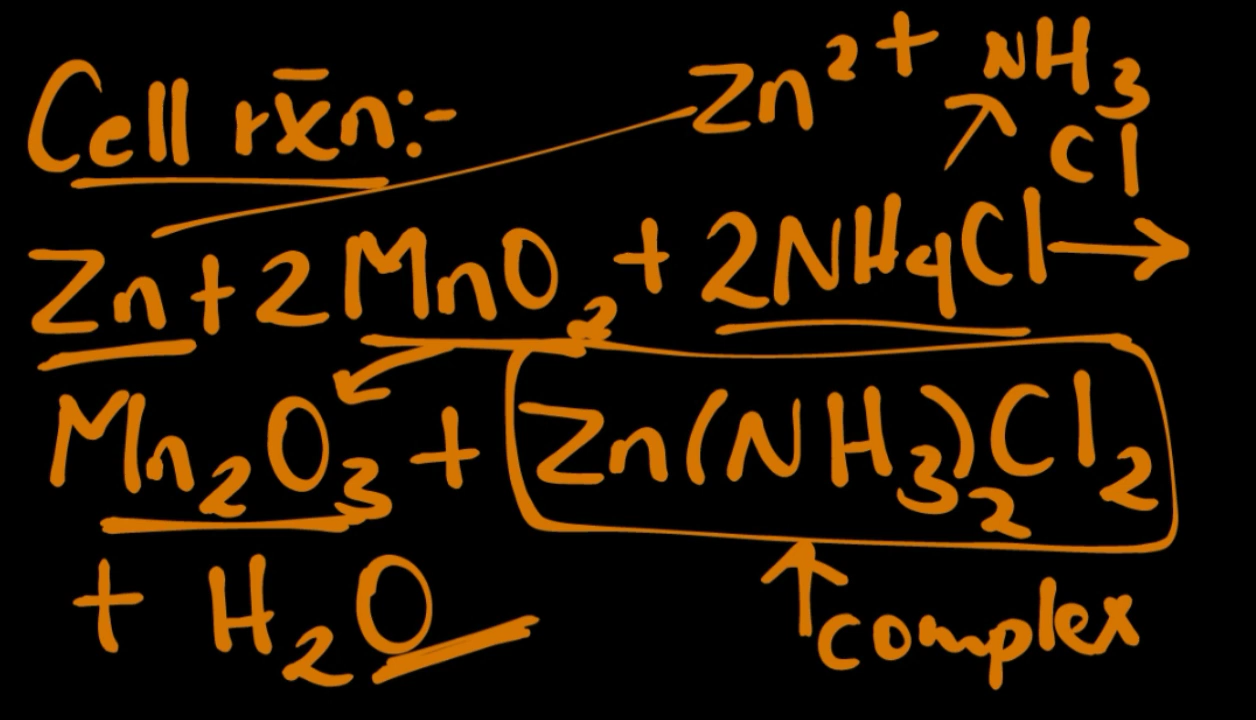 Cell rxn:-
Zn²⁺ NH₃
Cl
Zn + 2MnO₂ + 2NH₄Cl →
Mn₂O₃ + Zn(NH₃)₂Cl₂
+ H₂O
complex